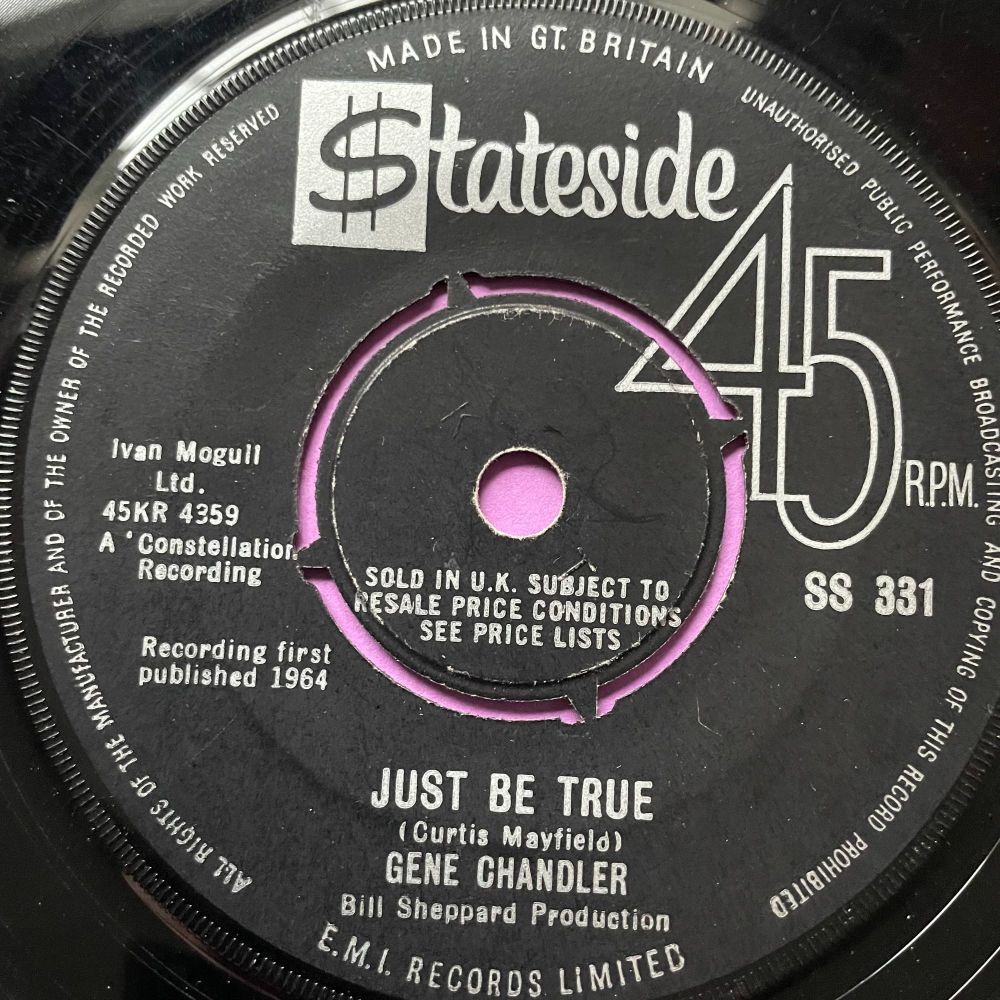 MADE IN GT. BRITAIN
UNAUTHORISED PUBLIC PERFORMANCE BROADCASTING AND COPYING OF THIS RECORD PROHIBITED
ALL RIGHTS OF THE MANUFACTURER AND OF THE OWNER OF THE RECORDED WORK RESERVED
$tateside
45
R.P.M.
Ivan Mogull
Ltd.
45KR 4359
A 'Constellation
Recording
SS 331
SOLD IN U.K. SUBJECT TO
RESALE PRICE CONDITIONS
SEE PRICE LISTS
Recording first
published 1964
JUST BE TRUE
(Curtis Mayfield)
GENE CHANDLER
Bill Sheppard Production
E.M.I. RECORDS LIMITED